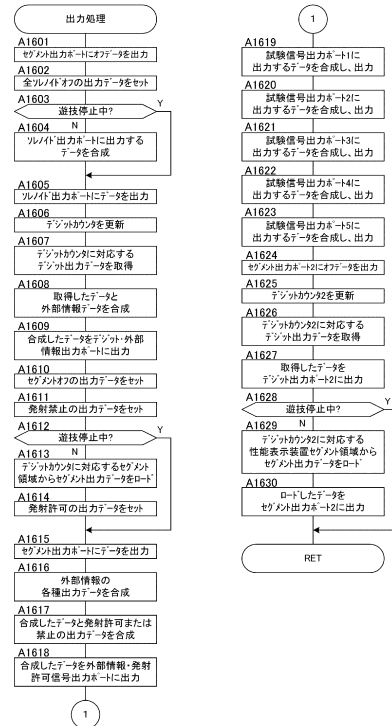 出力処理
A1601
セグメント出力ポートにオフデータを出力
A1602
全ソレノイドオフの出力データをセット
A1603
遊技停止中?
Y
N
A1604
ソレノイド出力ポートに出力する
データを合成
A1605
ソレノイド出力ポートにデータを出力
A1606
デジットカウンタを更新
A1607
デジットカウンタに対応する
デジット出力データを取得
A1608
取得したデータと
外部情報データを合成
A1609
合成したデータをデジット・外部
情報出力ポートに出力
A1610
セグメントオフの出力データをセット
A1611
発射禁止の出力データをセット
A1612
遊技停止中?
Y
N
A1613
デジットカウンタに対応するセグメント
領域からセグメント出力データをロード
A1614
発射許可の出力データをセット
A1615
セグメント出力ポートにデータを出力
A1616
外部情報の
各種出力データを合成
A1617
合成したデータと発射許可または
禁止の出力データを合成
A1618
合成したデータを外部情報・発射
許可信号出力ポートに出力
1
1
A1619
試験信号出力ポート1に
出力するデータを合成し、出力
A1620
試験信号出力ポート2に
出力するデータを合成し、出力
A1621
試験信号出力ポート3に
出力するデータを合成し、出力
A1622
試験信号出力ポート4に
出力するデータを合成し、出力
A1623
試験信号出力ポート5に
出力するデータを合成し、出力
A1624
セグメント出力ポート2にオフデータを出力
A1625
デジットカウンタ2を更新
A1626
デジットカウンタ2に対応する
デジット出力データを取得
A1627
取得したデータを
デジット出力ポート2に出力
A1628
遊技停止中?
Y
N
A1629
デジットカウンタ2に対応する
性能表示装置セグメント領域から
セグメント出力データをロード
A1630
ロードしたデータを
セグメント出力ポート2に出力
RET